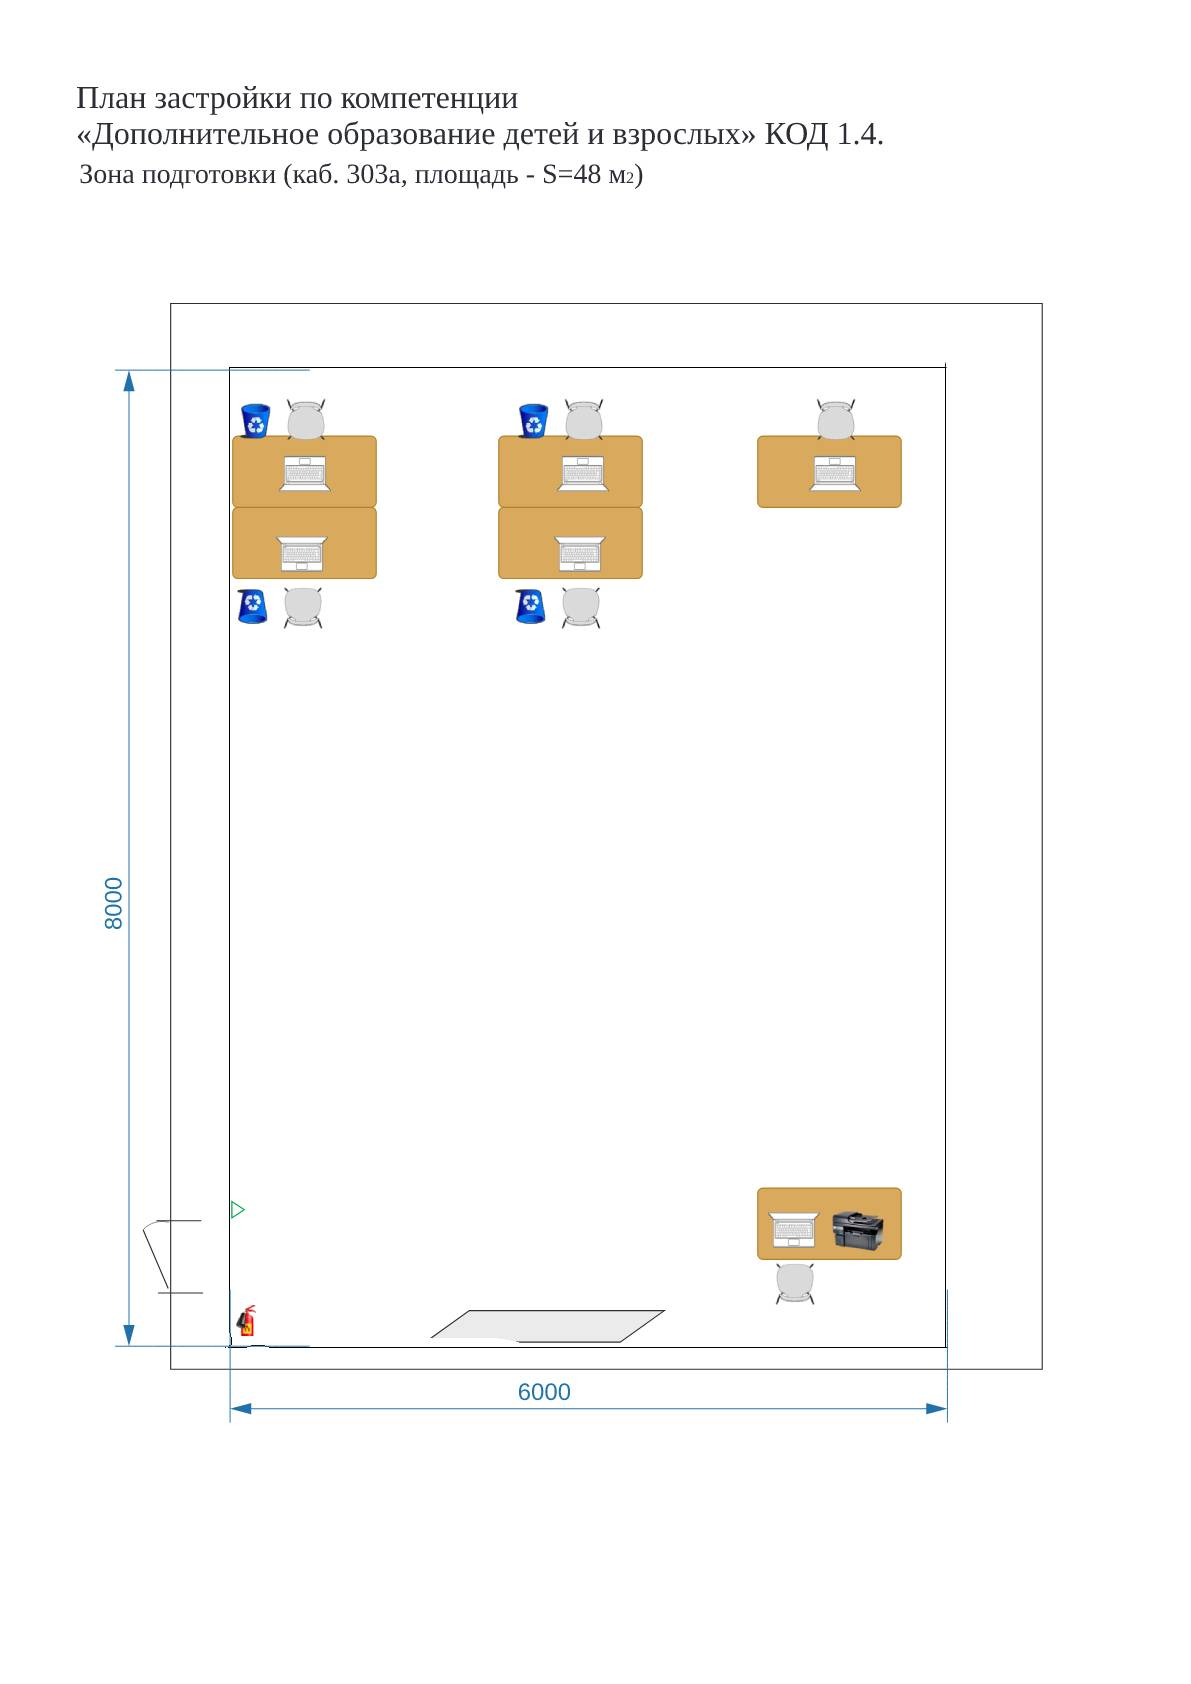 План застройки по компетенции
«Дополнительное образование детей и взрослых» КОД 1.4.
Зона подготовки (каб. 303а, площадь - S=48 м2)
8000
6000